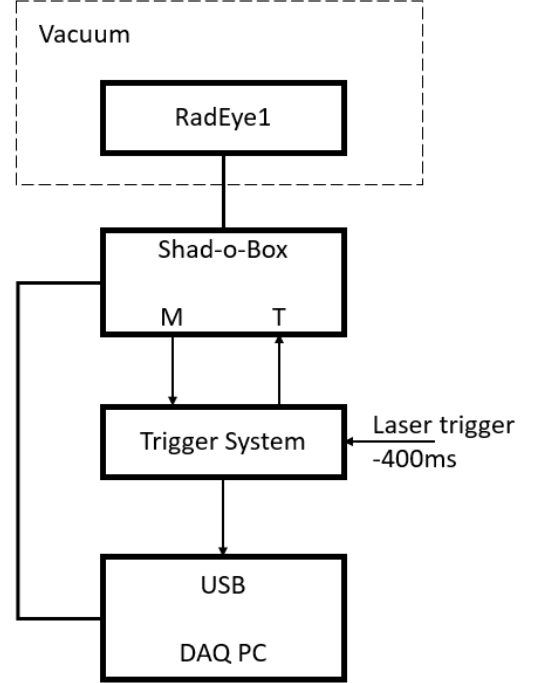 Vacuum
RadEye1
Shad-o-Box
M T
Trigger System
Laser trigger
-400ms
USB
DAQ PC